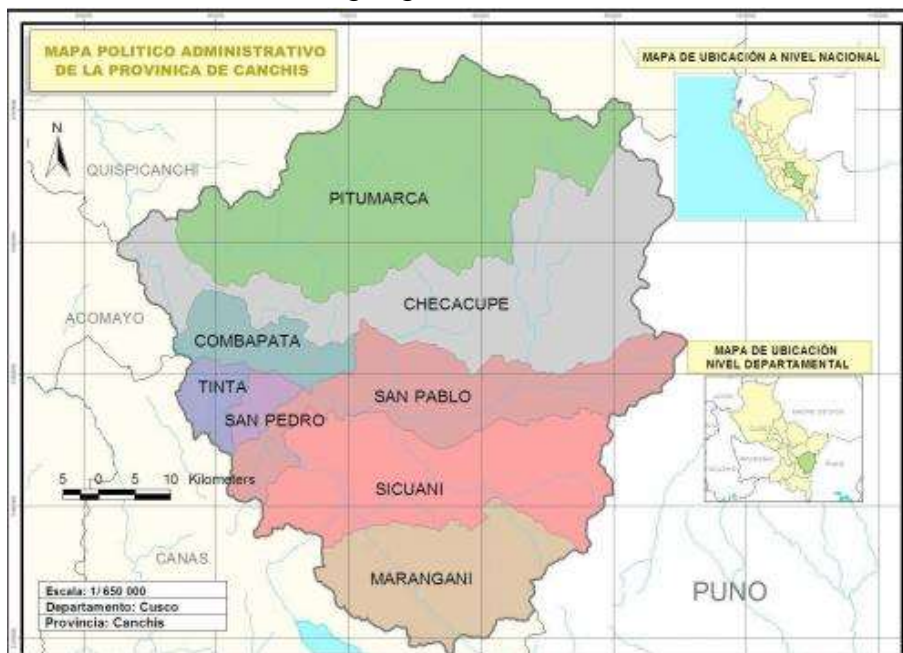 MAPA POLITICO ADMINISTRATIVO
DE LA PROVINICA DE CANCHIS
MAPA DE UBICACIÓN A NIVEL NACIONAL
N
QUISPICANCHI
PITUMARCA
CHECACUPE
ACOMAYO
COMBAPATA
MAPA DE UBICACIÓN
NIVEL DEPARTAMENTAL
TINTA
SAN PABLO
SAN PEDRO
5 0 5 10 Kilometers
SICUANI
CANAS
MARANGANI
PUNO
Escala: 1/ 650 000
Departamento: Cusco
Provincia: Canchis